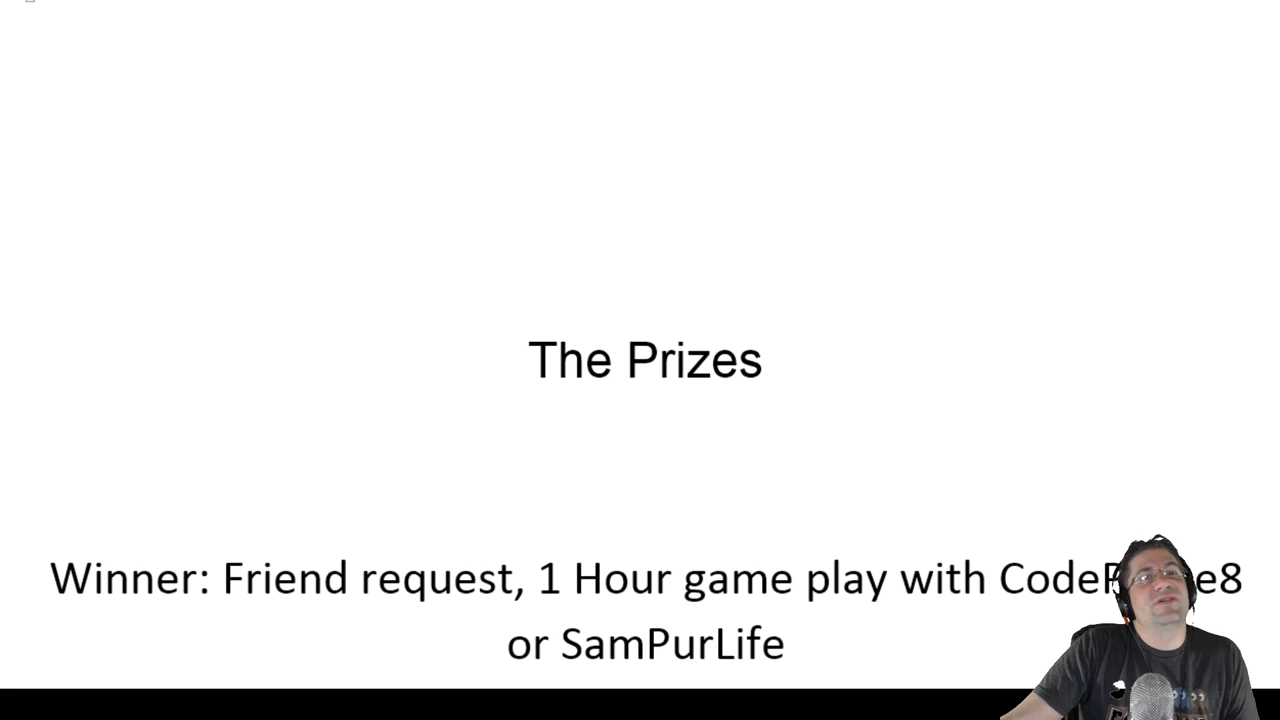 The Prizes
Winner: Friend request, 1 Hour game play with
or SamPurLife